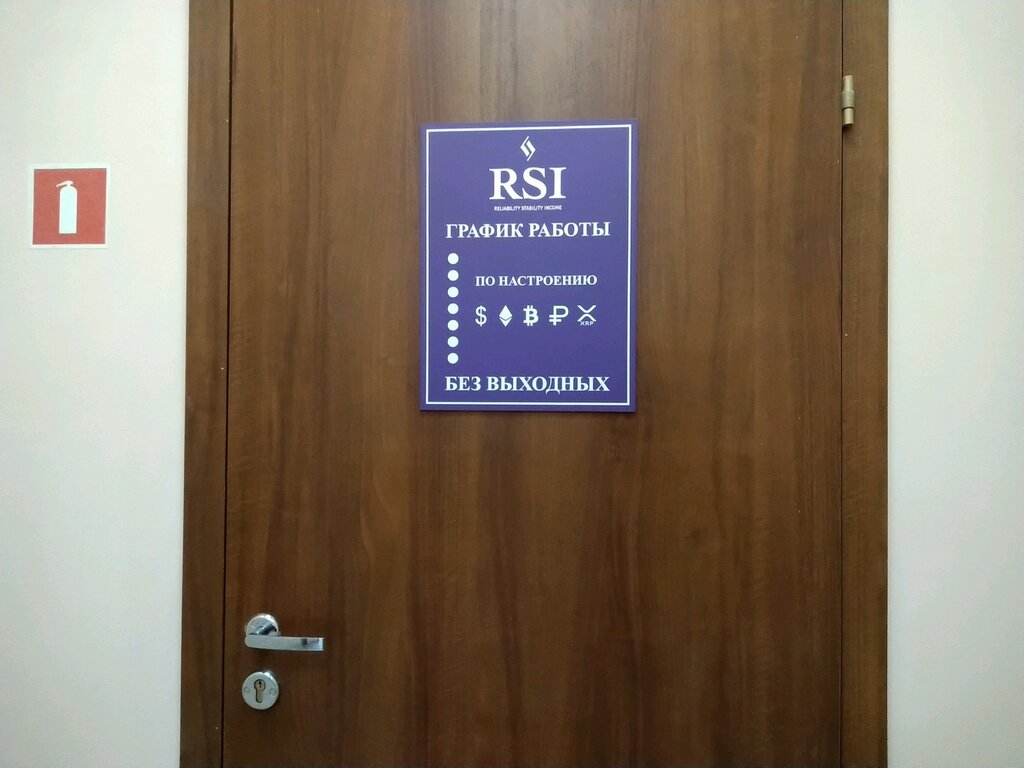 RSI
RELIABILITY STABILITY INCOME
ГРАФИК РАБОТЫ
ПО НАСТРОЕНИЮ
$ ₿ ₽
XRP
БЕЗ ВЫХОДНЫХ